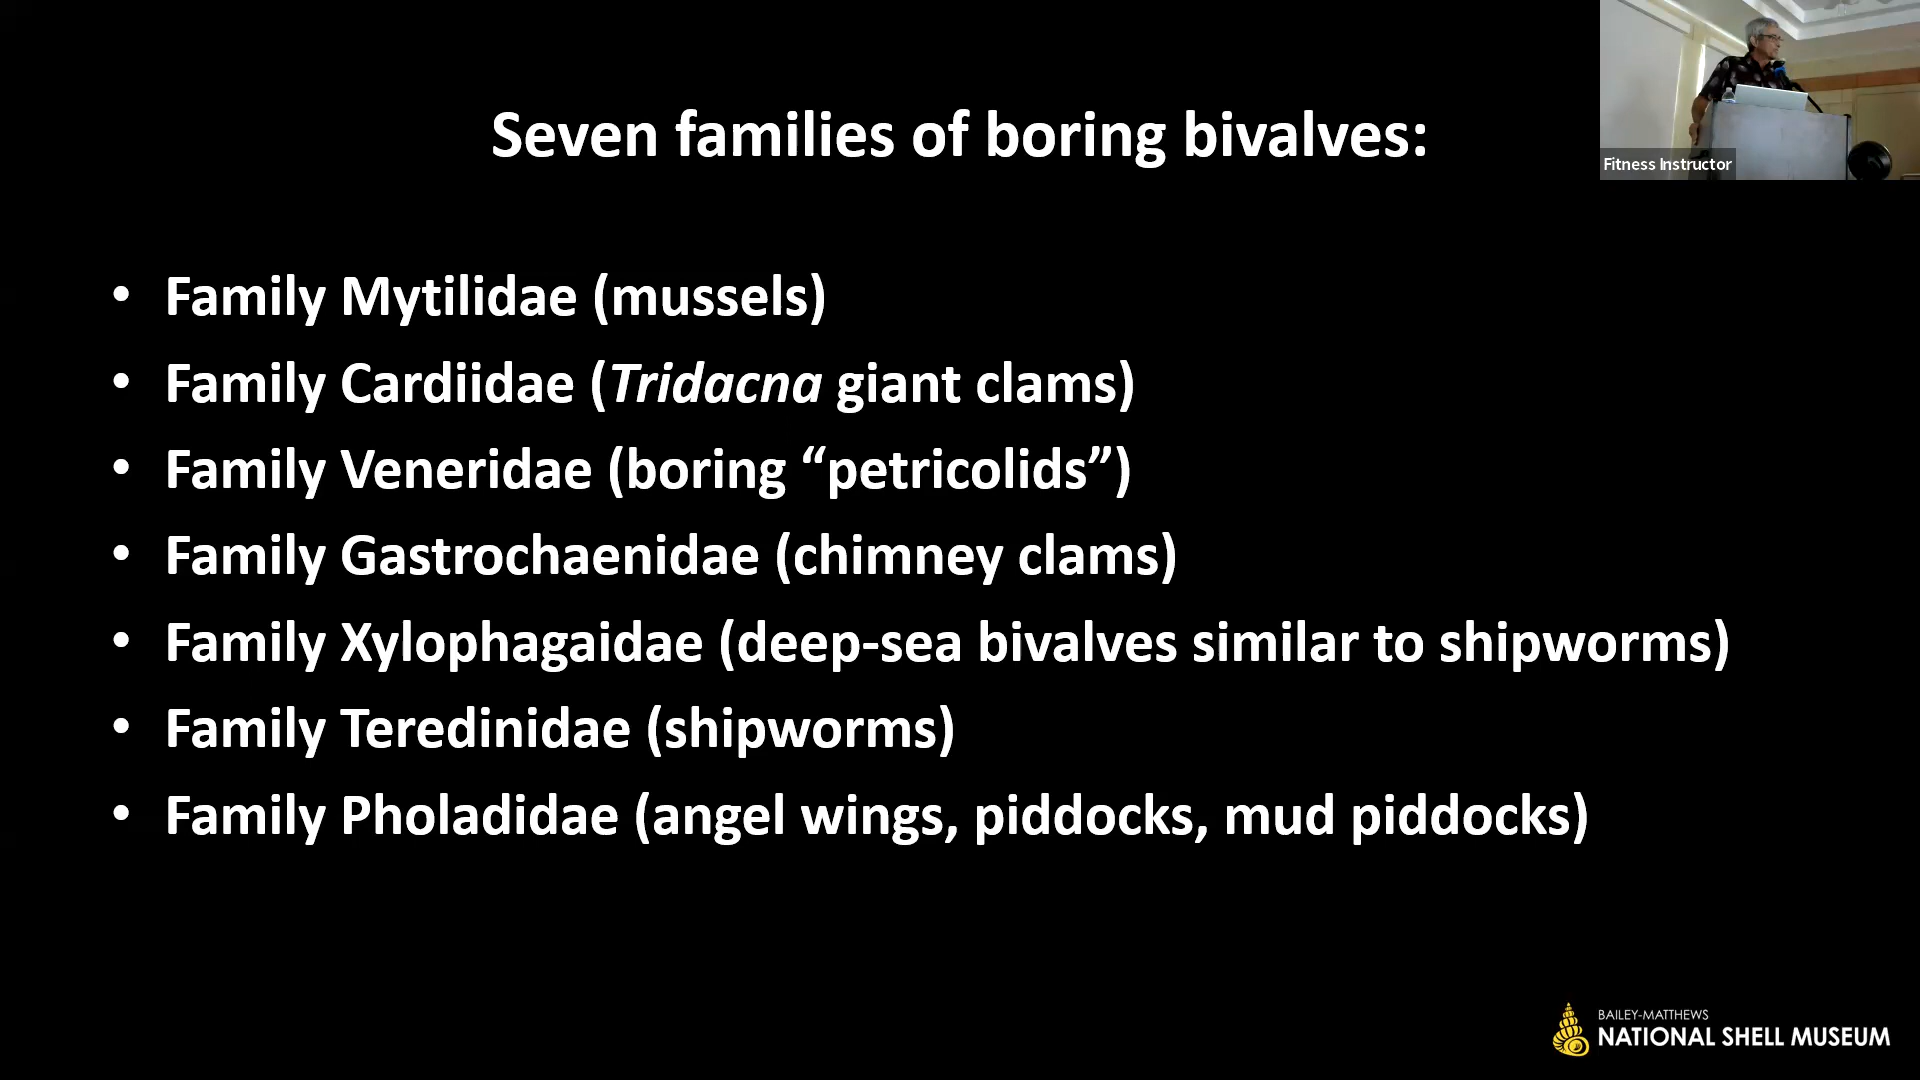 Seven families of boring bivalves:
Fitness Instructor
• Family Mytilidae (mussels)
• Family Cardiidae (Tridacna giant clams)
• Family Veneridae (boring “petricolids”)
• Family Gastrochaenidae (chimney clams)
• Family Xylophagaidae (deep-sea bivalves similar to shipworms)
• Family Teredinidae (shipworms)
• Family Pholadidae (angel wings, piddocks, mud piddocks)
BAILEY-MATTHEWS
NATIONAL SHELL MUSEUM